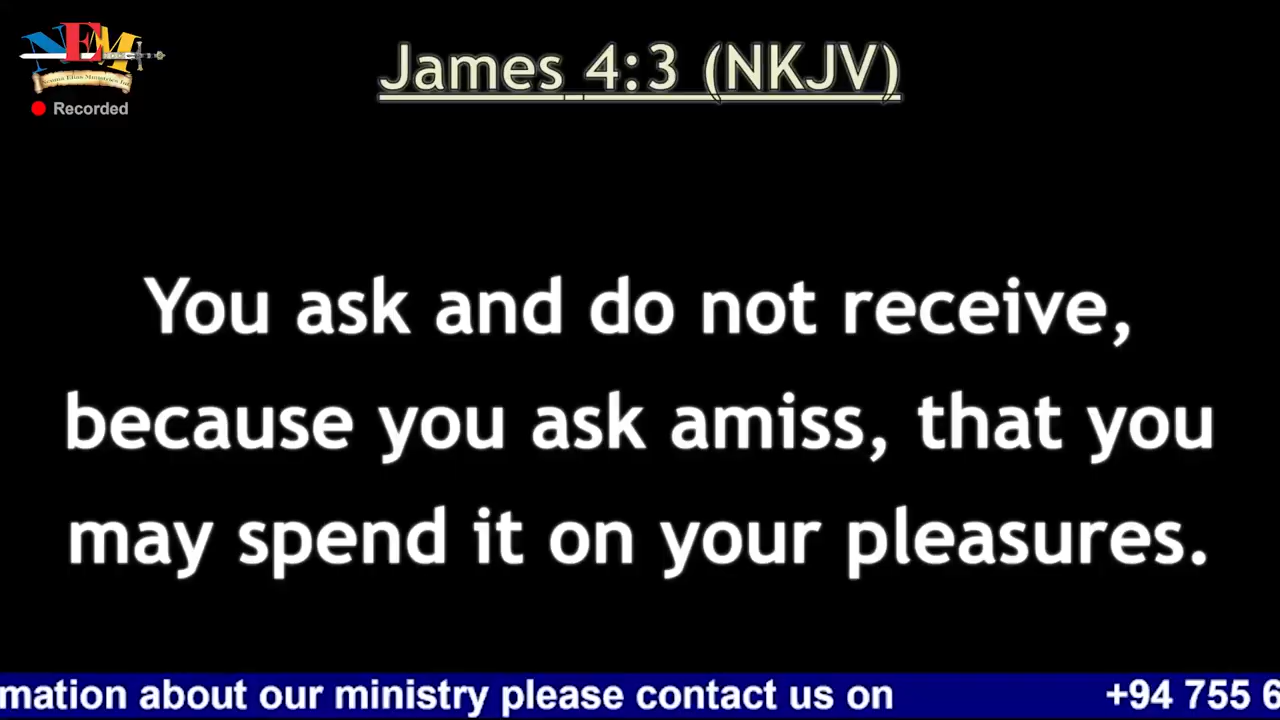 NEM
Recorded
James 4:3 (NKJV)
You ask and do not receive,
because you ask amiss, that you
may spend it on your pleasures.
mation about our ministry please contact us on +94 755 6